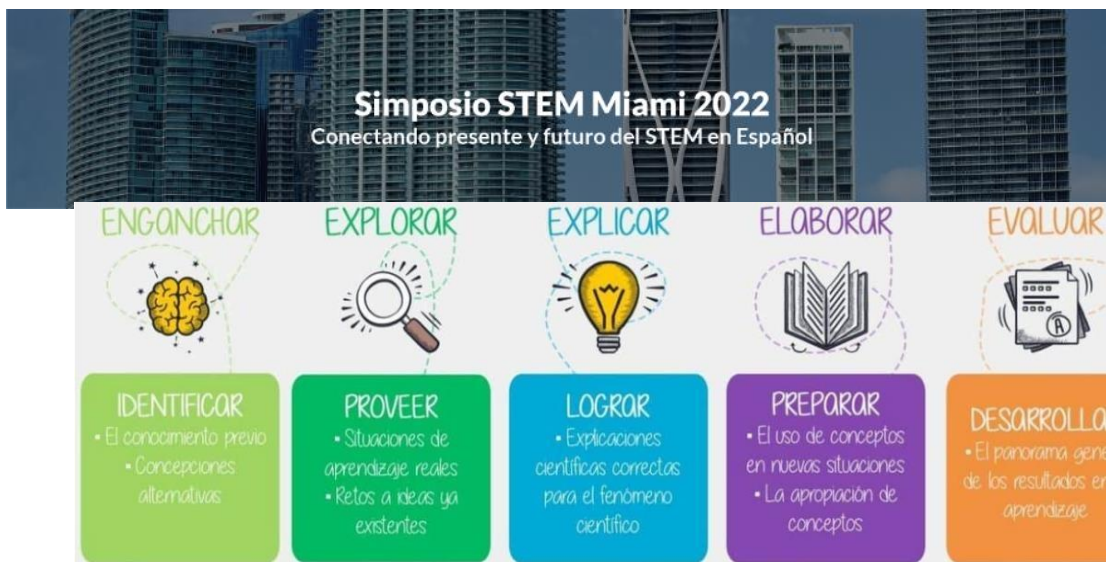 Simposio STEM Miami 2022
Conectando presente y futuro del STEM en Español
ENGANCHAR
EXPLORAR
EXPLICAR
ELABORAR
EVALUAR
A
IDENTIFICAR
▪ El conocimiento previo
▪ Concepciones
alternativas
PROVEER
▪ Situaciones de
aprendizaje reales
▪ Retos a ideas ya
existentes
LOGRAR
▪ Explicaciones
científicas correctas
para el fenómeno
científico
PREPARAR
▪ El uso de conceptos
en nuevas situaciones
▪ La apropiación de
conceptos
DESARROLLA
▪ El panorama gene
de los resultados en
aprendizaje